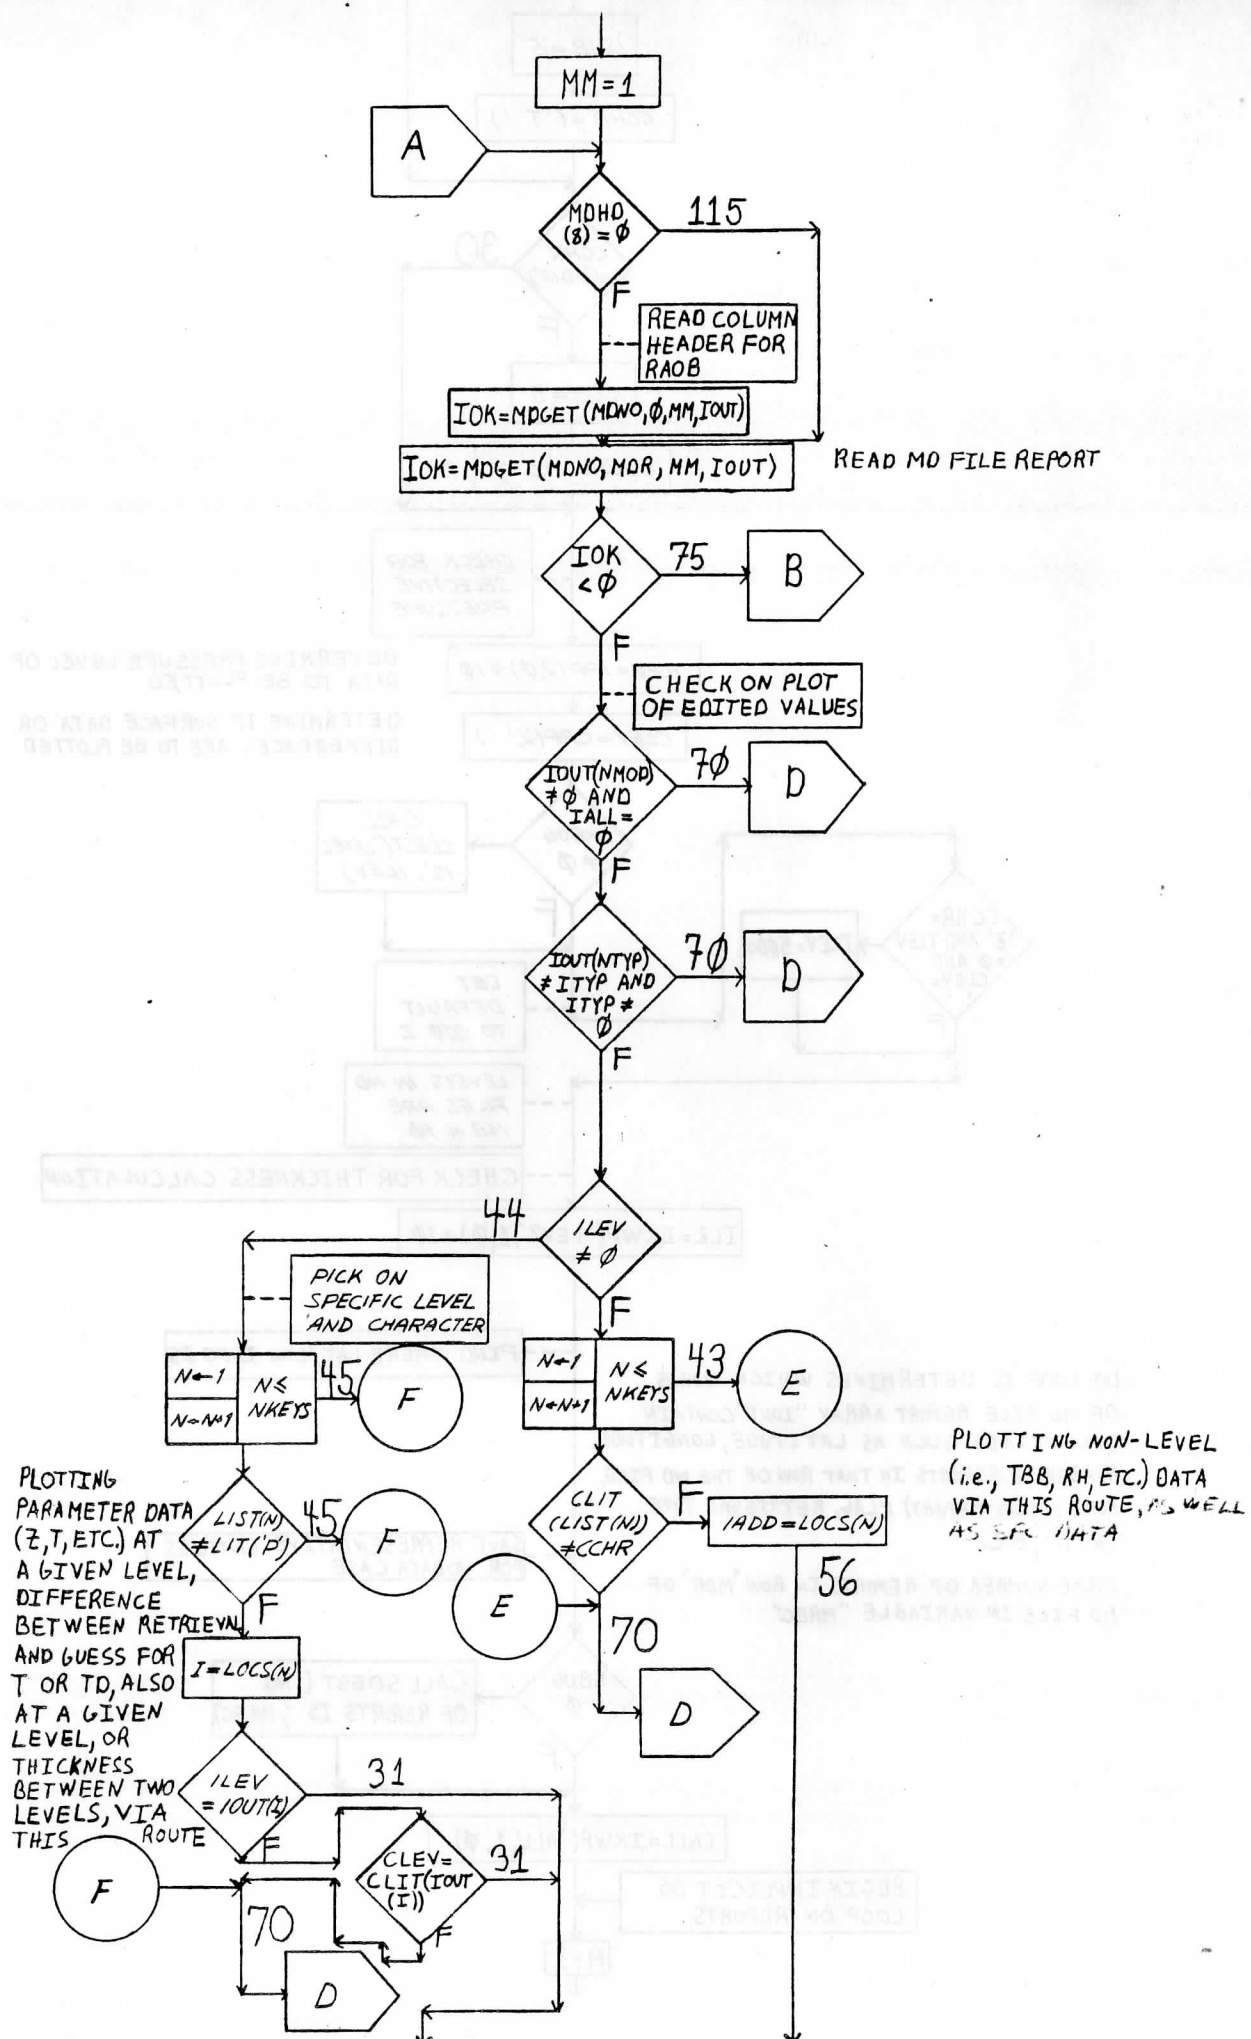 MM=1
A
MDHD
(8)=Ø
115
F
READ COLUMN
HEADER FOR
RAOB
IOK=MDGET(MDNO,Ø,MM,IOUT)
IOK=MDGET(MDNO,MDR,MM,IOUT)
READ MD FILE REPORT
IOK
<Ø
75
B
F
CHECK ON PLOT
OF EDITED VALUES
IOUT(NMOD)
≠Ø AND
IALL=
Ø
7Ø
D
F
IOUT(NTYP)
≠ITYP AND
ITYP≠
Ø
7Ø
D
F
44
ILEV
≠Ø
F
PICK ON
SPECIFIC LEVEL
AND CHARACTER
N←1
N←N+1
N≤
NKEYS
45
F
N←1
N←N+1
N≤
NKEYS
43
E
PLOTTING NON-LEVEL
(i.e., TBB, RH, ETC.) DATA
VIA THIS ROUTE, AS WELL
AS SFC DATA
CLIT
(LIST(N))
≠CCHR
F
IADD=LOCS(N)
56
E
70
D
PLOTTING
PARAMETER DATA
(Z,T, ETC.) AT
A GIVEN LEVEL,
DIFFERENCE
BETWEEN RETRIEVAL
AND GUESS FOR
T OR TD, ALSO
AT A GIVEN
LEVEL, OR
THICKNESS
BETWEEN TWO
LEVELS, VIA
THIS ROUTE
LIST(N)
≠LIT('P')
45
F
F
I=LOCS(N)
ILEV
=IOUT(I)
31
F
CLEV=
CLIT(IOUT
(I))
31
F
F
70
D